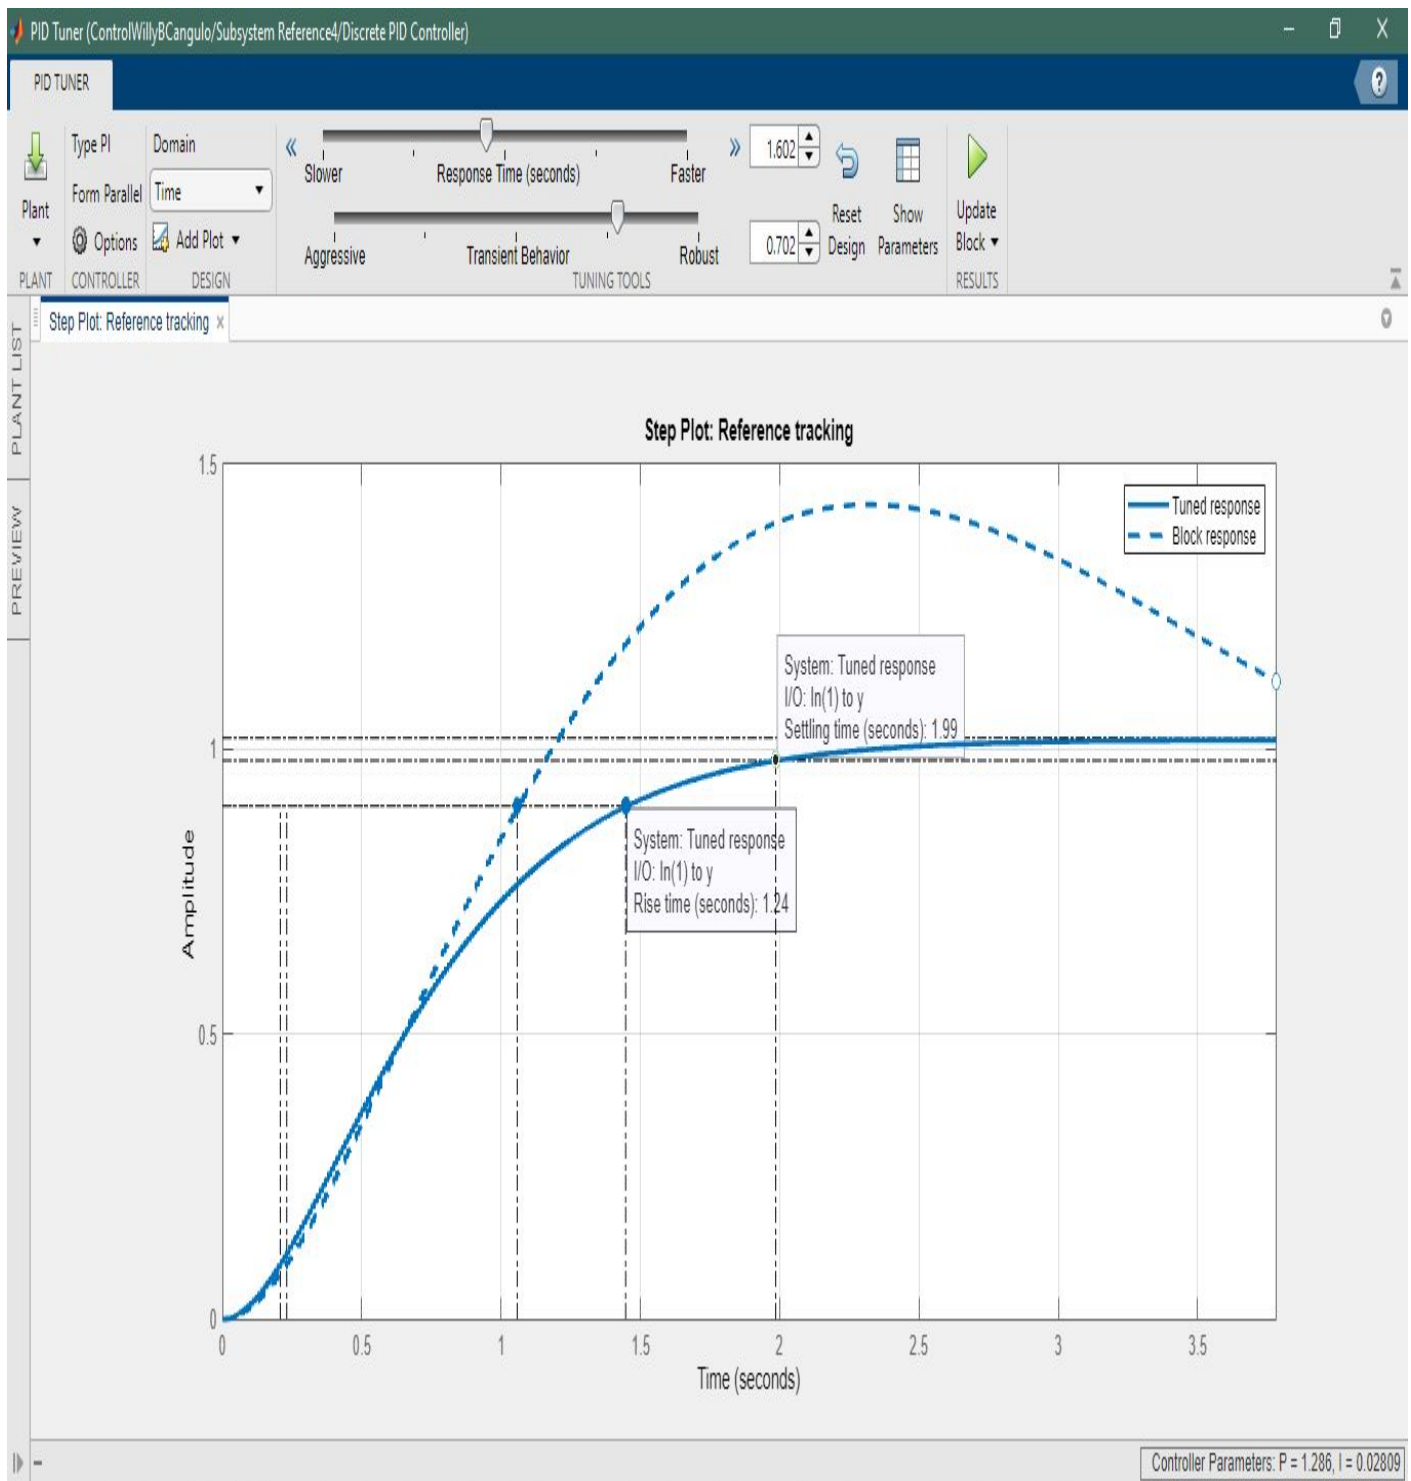 PID Tuner (ControlWillyBCangulo/Subsystem Reference4/Discrete PID Controller)
PID TUNER
?
Plant
PLANT
Type PI
Form Parallel
Options
CONTROLLER
Domain
Time
Add Plot
DESIGN
Slower
Response Time (seconds)
Faster
1.602
Aggressive
Transient Behavior
Robust
0.702
TUNING TOOLS
Reset
Design
Show
Parameters
Update
Block
RESULTS
PLANT LIST
PREVIEW
Step Plot: Reference tracking
Step Plot: Reference tracking
Tuned response
Block response
System: Tuned response
I/O: In(1) to y
Settling time (seconds): 1.99
System: Tuned response
I/O: In(1) to y
Rise time (seconds): 1.24
Amplitude
1.5
1
0.5
0
0 0.5 1 1.5 2 2.5 3 3.5
Time (seconds)
Controller Parameters: P = 1.286, I = 0.02809